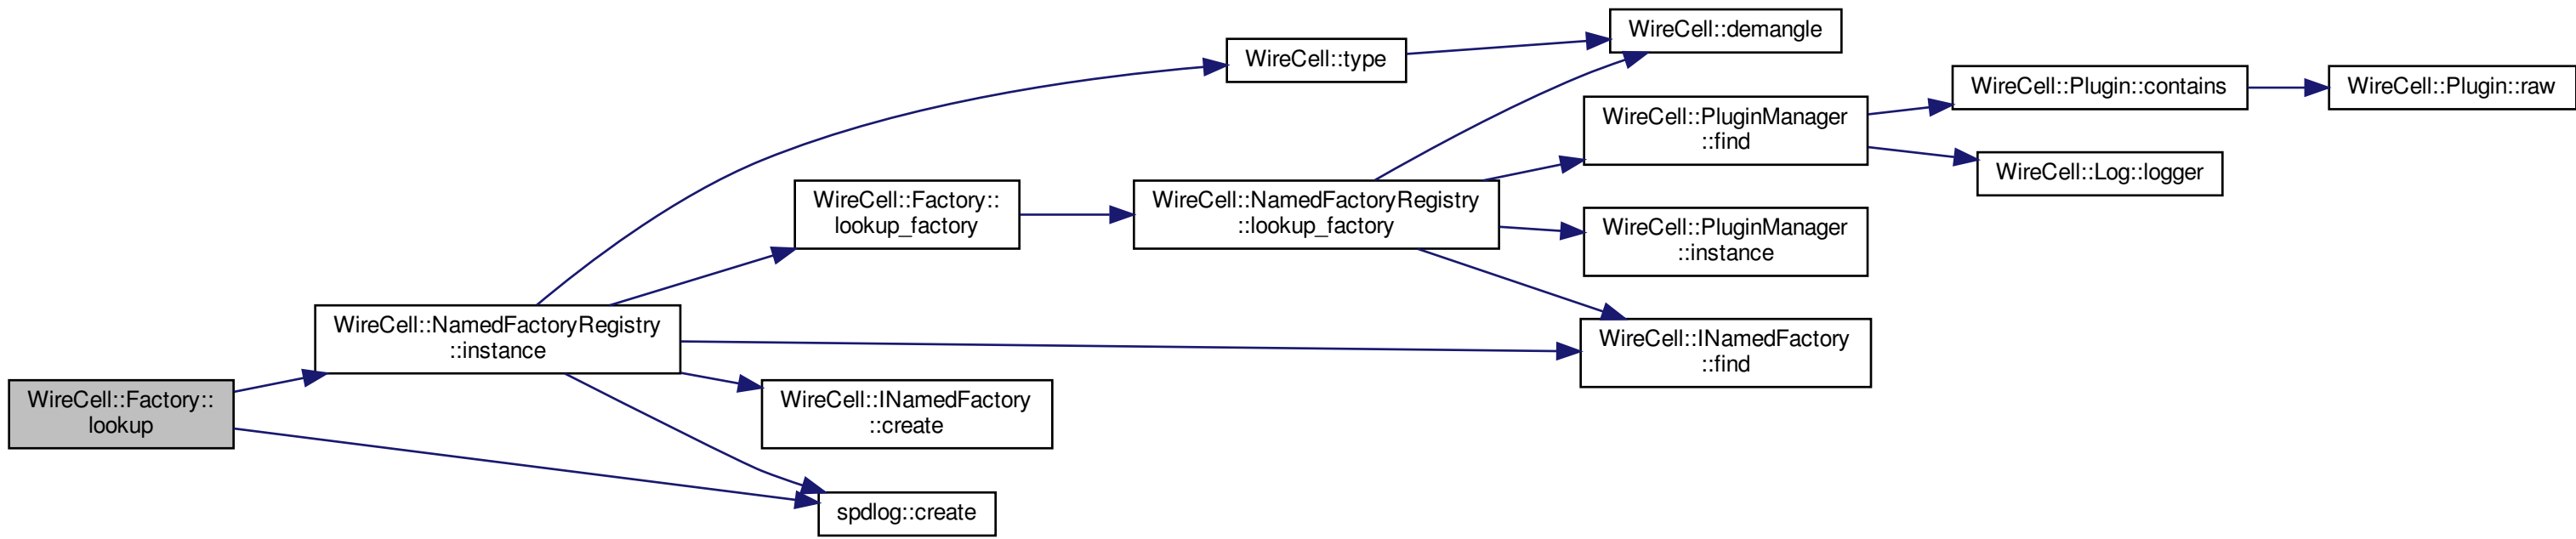 WireCell::Factory::
lookup
WireCell::NamedFactoryRegistry
::instance
WireCell::type
WireCell::demangle
WireCell::Factory::
lookup_factory
WireCell::NamedFactoryRegistry
::lookup_factory
WireCell::PluginManager
::find
WireCell::Plugin::contains
WireCell::Plugin::raw
WireCell::Log::logger
WireCell::PluginManager
::instance
WireCell::INamedFactory
::find
WireCell::INamedFactory
::create
spdlog::create